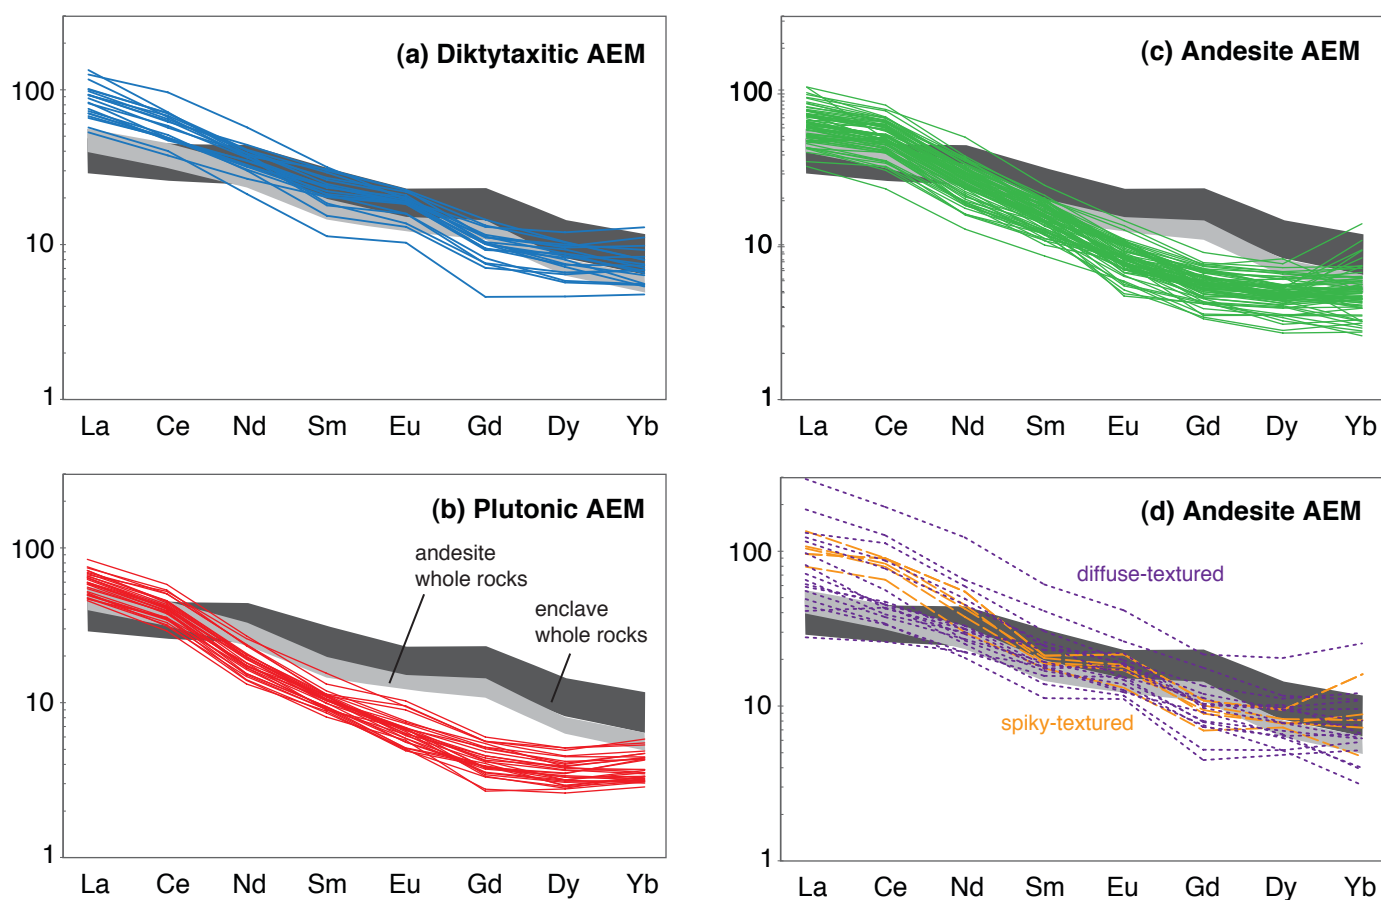 (a) Diktytaxitic AEM
100
10
1
La Ce Nd Sm Eu Gd Dy Yb
(c) Andesite AEM
100
10
1
La Ce Nd Sm Eu Gd Dy Yb
(b) Plutonic AEM
andesite
whole rocks
enclave
whole rocks
100
10
1
La Ce Nd Sm Eu Gd Dy Yb
(d) Andesite AEM
diffuse-textured
spiky-textured
100
10
1
La Ce Nd Sm Eu Gd Dy Yb